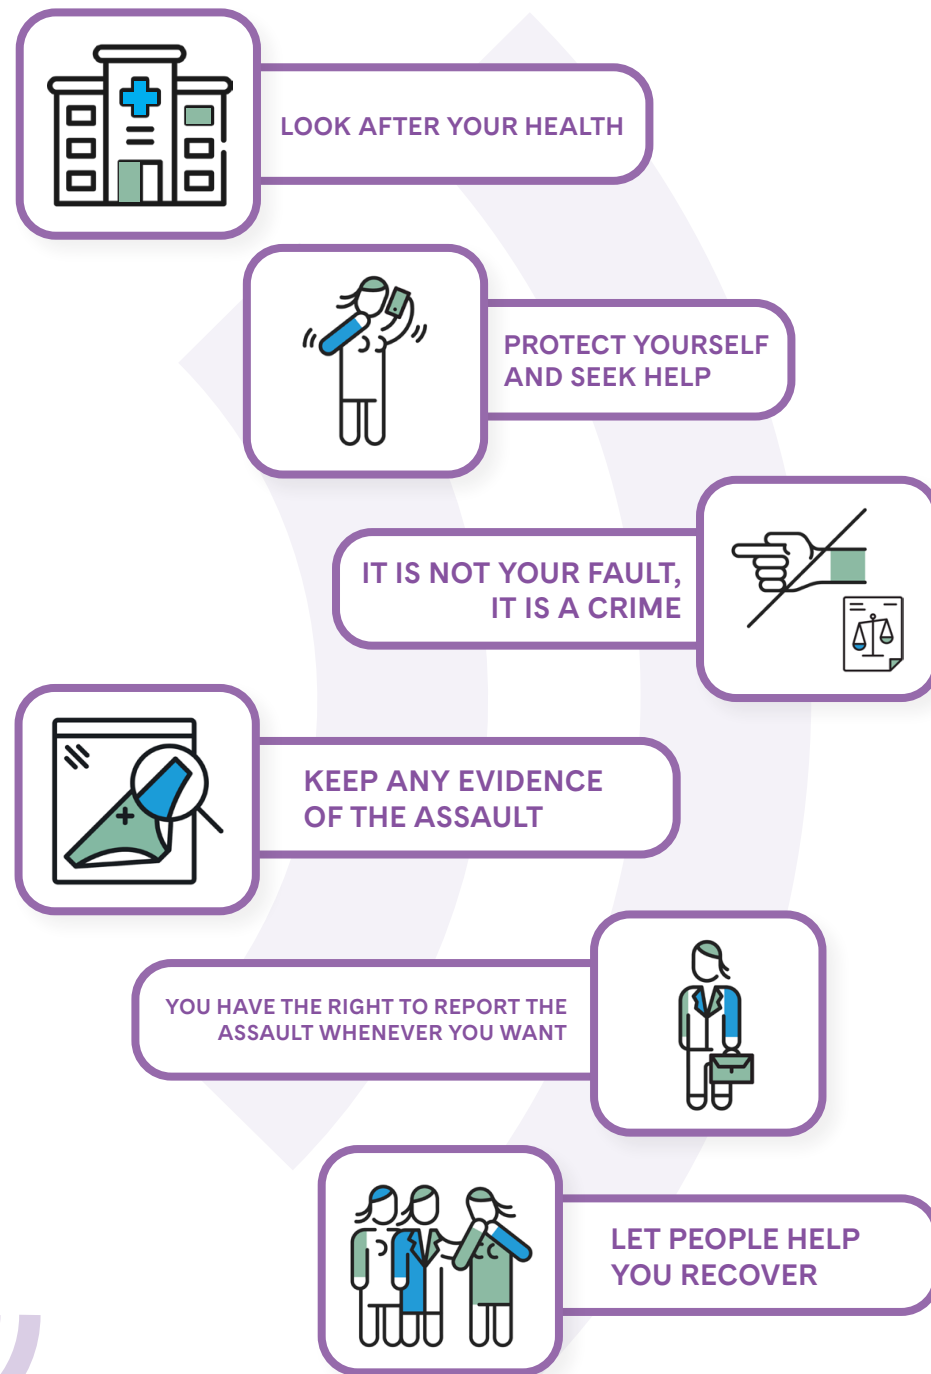 LOOK AFTER YOUR HEALTH
PROTECT YOURSELF
AND SEEK HELP
IT IS NOT YOUR FAULT,
IT IS A CRIME
KEEP ANY EVIDENCE
OF THE ASSAULT
YOU HAVE THE RIGHT TO REPORT THE
ASSAULT WHENEVER YOU WANT
LET PEOPLE HELP
YOU RECOVER